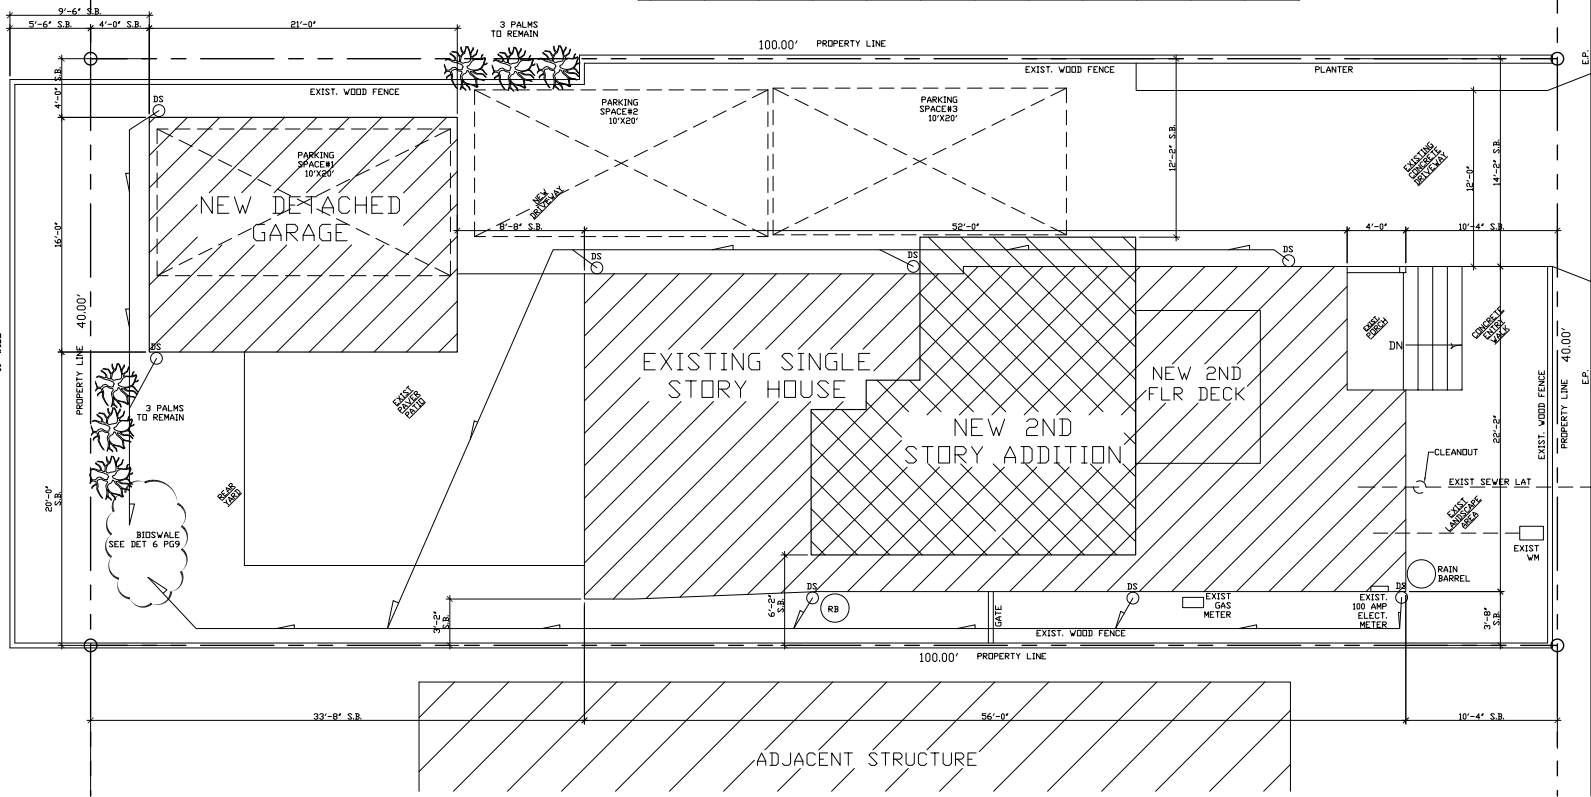 9'-6" S.B.
5'-6" S.B.
4'-0" S.B.
21'-0"
3 PALMS
TO REMAIN
100.00'
PROPERTY LINE
E.P.
4'-0" S.B.
EXIST. WOOD FENCE
EXIST. WOOD FENCE
PLANTER
DS
PARKING
SPACE#1
10'X20'
PARKING
SPACE#2
10'X20'
PARKING
SPACE#3
10'X20'
12'-2" S.B.
EXISTING
CONCRETE
DRIVEWAY
12'-0"
14'-2" S.B.
NEW DETACHED
GARAGE
16'-0"
NEW
DRIVEWAY
8'-8" S.B.
52'-0"
4'-0"
10'-4" S.B.
DS
DS
DS
PROPERTY LINE
40.00'
DS
EXIST
PORCH
DN
CONCRETE
ENTRY
WALK
40.00'
PROPERTY LINE
E.P.
EXISTING SINGLE
STORY HOUSE
NEW 2ND
FLR DECK
3 PALMS
TO REMAIN
EXIST
PAVER
PATIO
NEW 2ND
STORY ADDITION
22'-2"
EXIST. WOOD FENCE
CLEANOUT
EXIST SEWER LAT
20'-0"
S.B.
REAR
YARD
EXIST
LANDSCAPE
AREA
BIOSWALE
SEE DET 6 PG9
EXIST
WM
RAIN
BARREL
3'-2"
S.B.
6'-2"
S.B.
DS
RB
GATE
DS
EXIST
GAS
METER
DS
EXIST.
100 AMP
ELECT.
METER
3'-8"
S.B.
EXIST. WOOD FENCE
100.00'
PROPERTY LINE
33'-8" S.B.
56'-0"
10'-4" S.B.
ADJACENT STRUCTURE